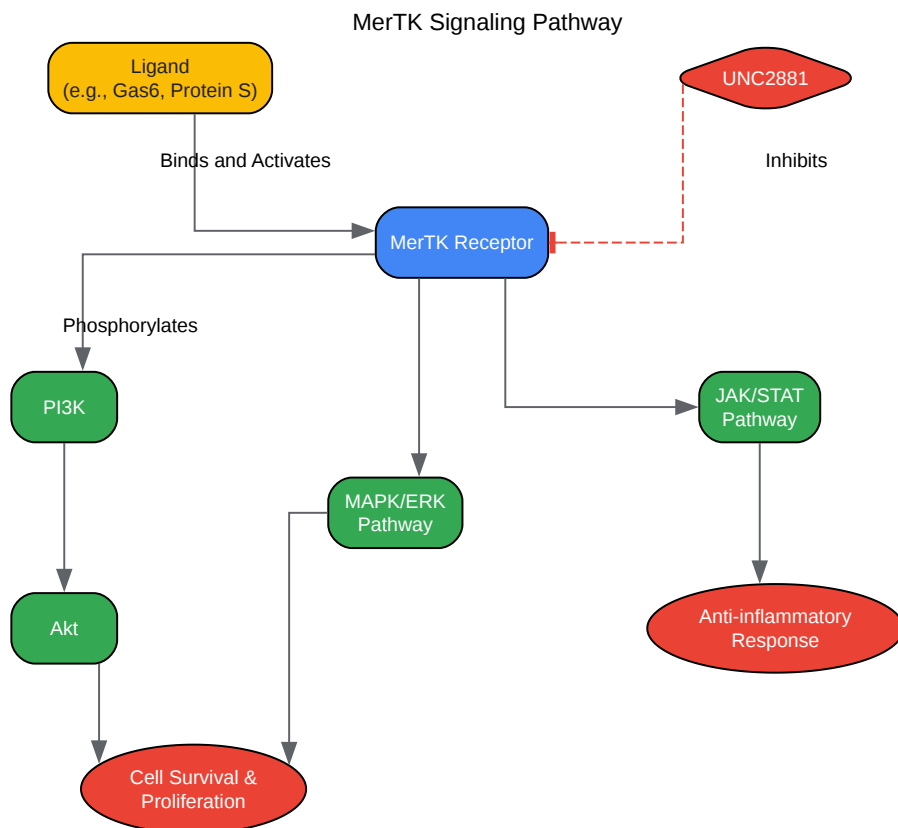 MerTK Signaling Pathway
Ligand
(e.g., Gas6, Protein S)
UNC2881
Binds and Activates
Inhibits
MerTK Receptor
Phosphorylates
PI3K
JAK/STAT
Pathway
MAPK/ERK
Pathway
Akt
Anti-inflammatory
Response
Cell Survival &
Proliferation